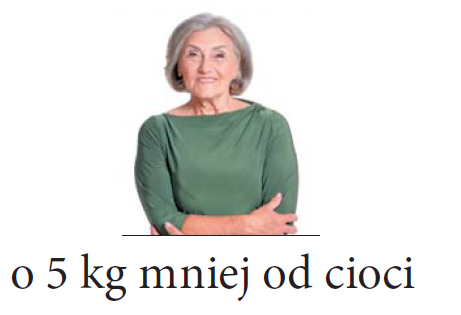 o 5 kg mniej od cioci